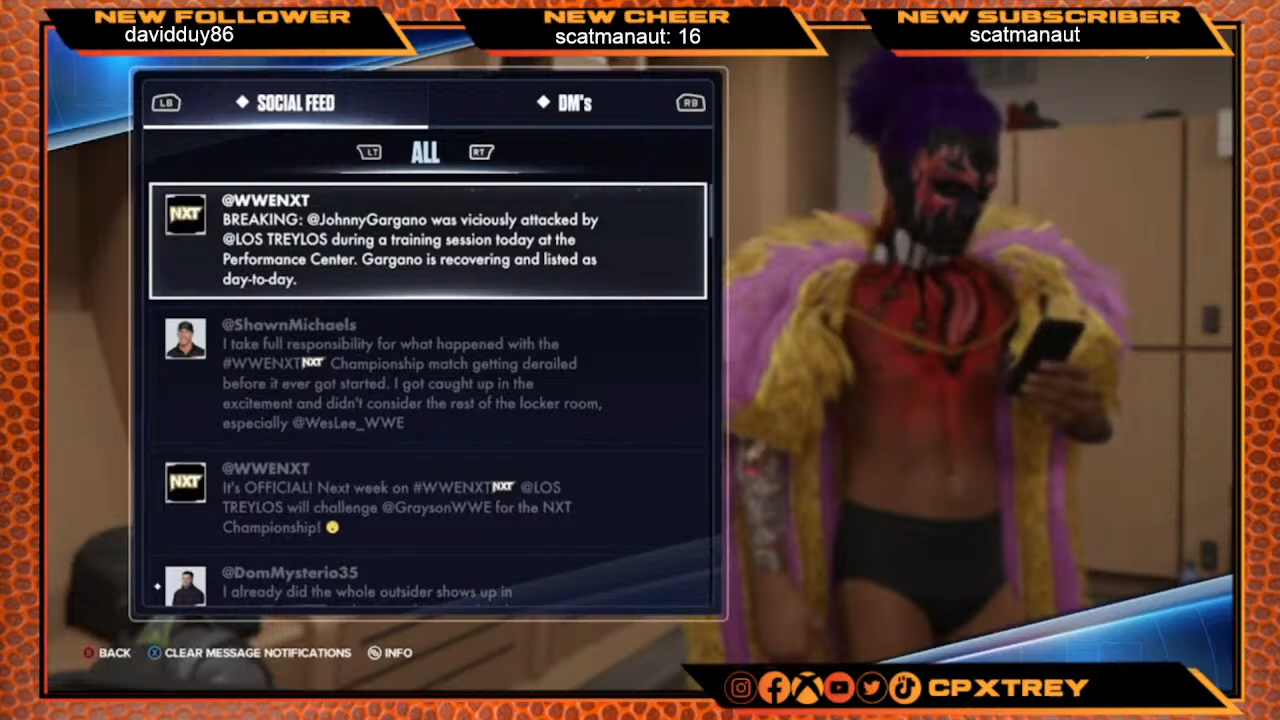 NEW FOLLOWER
davidduy86
NEW CHEER
scatmanaut: 16
NEW SUBSCRIBER
scatmanaut
LB
SOCIAL FEED
DM's
RB
LT
ALL
RT
NXT
@WWENXT
BREAKING: @JohnnyGargano was viciously attacked by
@LOS TREYLOS during a training session today at the
Performance Center. Gargano is recovering and listed as
day-to-day.
@ShawnMichaels
I take full responsibility for what happened with the
#WWENXT NXT Championship match getting derailed
before it ever got started. I got caught up in the
excitement and didn't consider the rest of the locker room,
especially @WesLee_WWE
NXT
@WWENXT
It's OFFICIAL! Next week on #WWENXT NXT @LOS
TREYLOS will challenge @GraysonWWE for the NXT
Championship! 😮
@DomMysterio35
I already did the whole outsider shows up in
B BACK
X CLEAR MESSAGE NOTIFICATIONS
INFO
CPXTREY